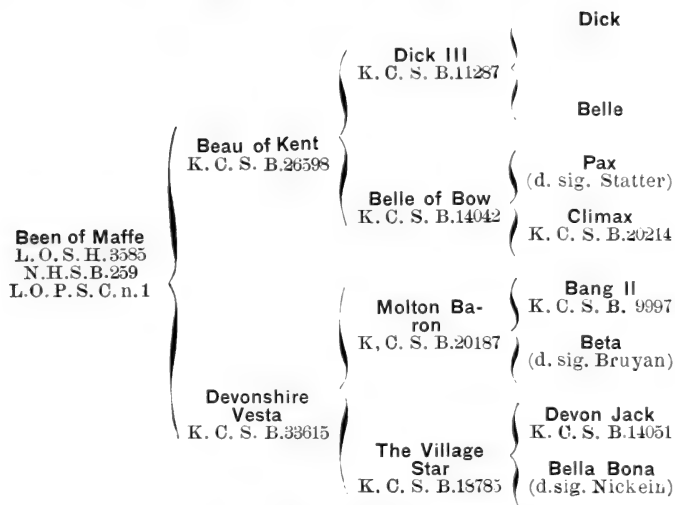 Been of Maffe
L. O. S. H. 3585
N.H.S.B.259
L.O.P.S.C. n. 1
Beau of Kent
K. C. S. B.26598
Devonshire
Vesta
K. C. S. B.33615
Dick III
K. C. S. B.11287
Belle of Bow
K. C. S. B.14042
Molton Ba-
ron
K, C. S. B.20187
The Village
Star
K. C. S. B.18785
Dick
Belle
Pax
(d. sig. Statter)
Climax
K. C. S. B.20214
Bang II
K. C. S. B. 9997
Beta
(d. sig. Bruyan)
Devon Jack
K. C. S. B.14051
Bella Bona
(d.sig. Nickein)